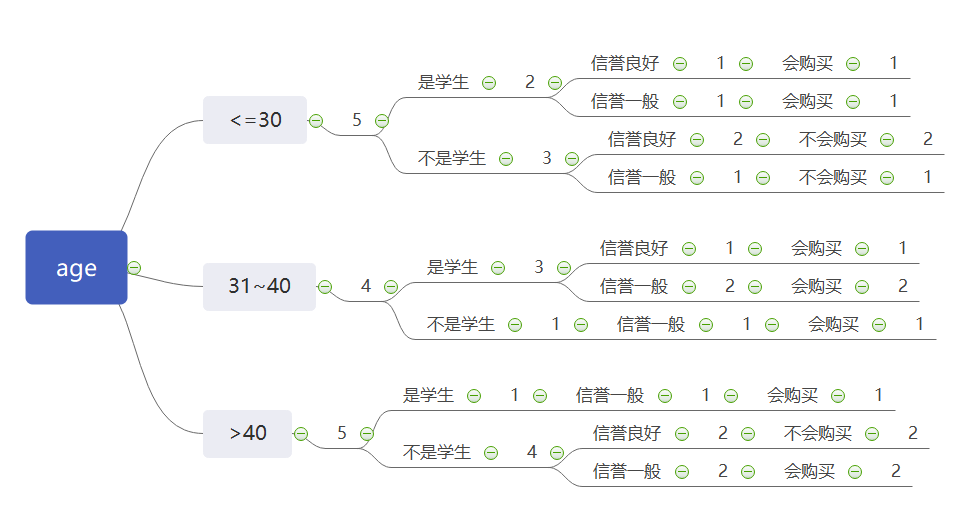 age
<=30 5
是学生 2
信誉良好 1 会购买 1
信誉一般 1 会购买 1
不是学生 3
信誉良好 2 不会购买 2
信誉一般 1 不会购买 1
31~40 4
是学生 3
信誉良好 1 会购买 1
信誉一般 2 会购买 2
不是学生 1 信誉一般 1 会购买 1
>40 5
是学生 1 信誉一般 1 会购买 1
不是学生 4
信誉良好 2 不会购买 2
信誉一般 2 会购买 2